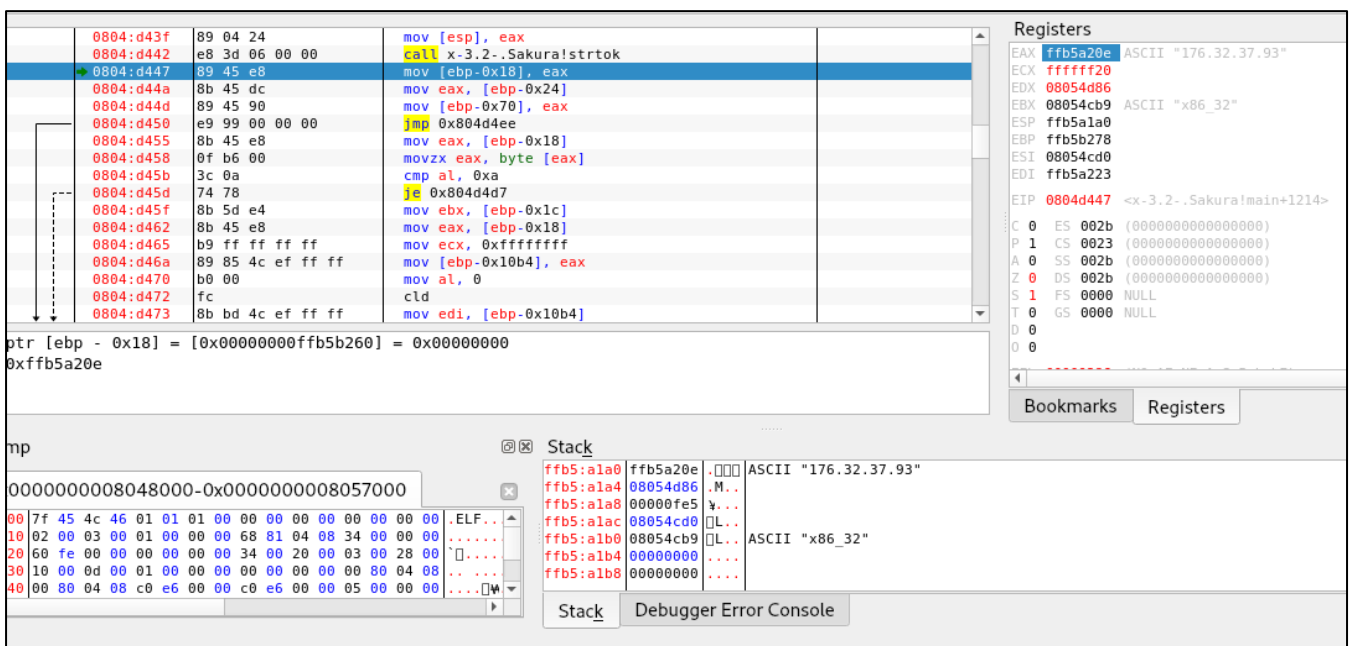 0804:d43f 89 04 24 mov [esp], eax
0804:d442 e8 3d 06 00 00 call x-3.2-.Sakura!strtok
0804:d447 89 45 e8 mov [ebp-0x18], eax
0804:d44a 8b 45 dc mov eax, [ebp-0x24]
0804:d44d 89 45 90 mov [ebp-0x70], eax
0804:d450 e9 99 00 00 00 jmp 0x804d4ee
0804:d455 8b 45 e8 mov eax, [ebp-0x18]
0804:d458 0f b6 00 movzx eax, byte [eax]
0804:d45b 3c 0a cmp al, 0xa
0804:d45d 74 78 je 0x804d4d7
0804:d45f 8b 5d e4 mov ebx, [ebp-0x1c]
0804:d462 8b 45 e8 mov eax, [ebp-0x18]
0804:d465 b9 ff ff ff ff mov ecx, 0xffffffff
0804:d46a 89 85 4c ef ff ff mov [ebp-0x10b4], eax
0804:d470 b0 00 mov al, 0
0804:d472 fc cld
0804:d473 8b bd 4c ef ff ff mov edi, [ebp-0x10b4]
ptr [ebp - 0x18] = [0x00000000ffb5b260] = 0x00000000
0xffb5a20e
Registers
EAX ffb5a20e ASCII "176.32.37.93"
ECX ffffff20
EDX 08054d86
EBX 08054cb9 ASCII "x86_32"
ESP ffb5a1a0
EBP ffb5b278
ESI 08054cd0
EDI ffb5a223
EIP 0804d447 <x-3.2-.Sakura!main+1214>
C 0 ES 002b (0000000000000000)
P 1 CS 0023 (0000000000000000)
A 0 SS 002b (0000000000000000)
Z 0 DS 002b (0000000000000000)
S 1 FS 0000 NULL
T 0 GS 0000 NULL
D 0
O 0
Bookmarks Registers
mp
0000000008048000-0x0000000008057000
00 7f 45 4c 46 01 01 01 00 00 00 00 00 00 00 00 00 .ELF...
10 02 00 03 00 01 00 00 00 68 81 04 08 34 00 00 00 .......
20 60 fe 00 00 00 00 00 00 34 00 20 00 03 00 28 00 `▯.....
30 10 00 0d 00 01 00 00 00 00 00 00 00 00 80 04 08 .. ....
40 00 80 04 08 c0 e6 00 00 c0 e6 00 00 05 00 00 00 ....▯¥
Stack
ffb5:a1a0 ffb5a20e .▯▯▯ ASCII "176.32.37.93"
ffb5:a1a4 08054d86 .M..
ffb5:a1a8 00000fe5 ¥...
ffb5:a1ac 08054cd0 ▯L..
ffb5:a1b0 08054cb9 ▯L.. ASCII "x86_32"
ffb5:a1b4 00000000 ....
ffb5:a1b8 00000000 ....
Stack Debugger Error Console